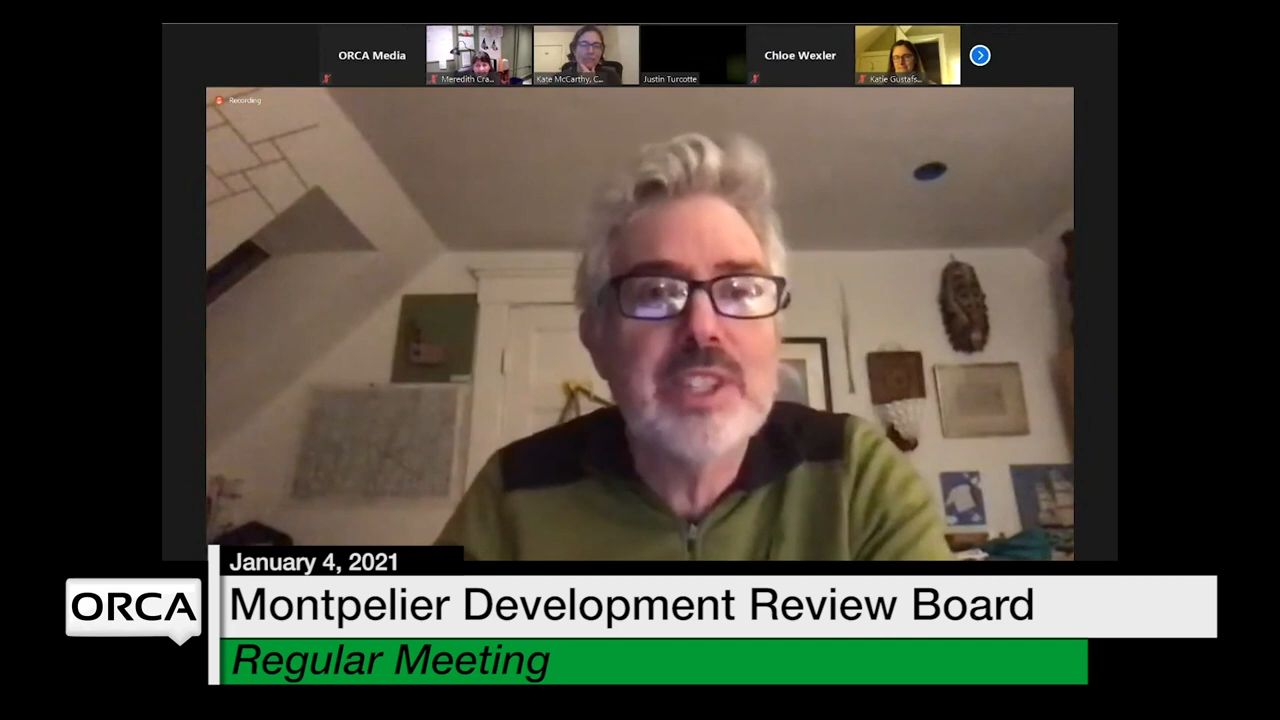 ORCA Media
Meredith Cra...
Kate McCarthy, C...
Justin Turcotte
Chloe Wexler
Katie Gustafs...
Recording
January 4, 2021
ORCA
Montpelier Development Review Board
Regular Meeting